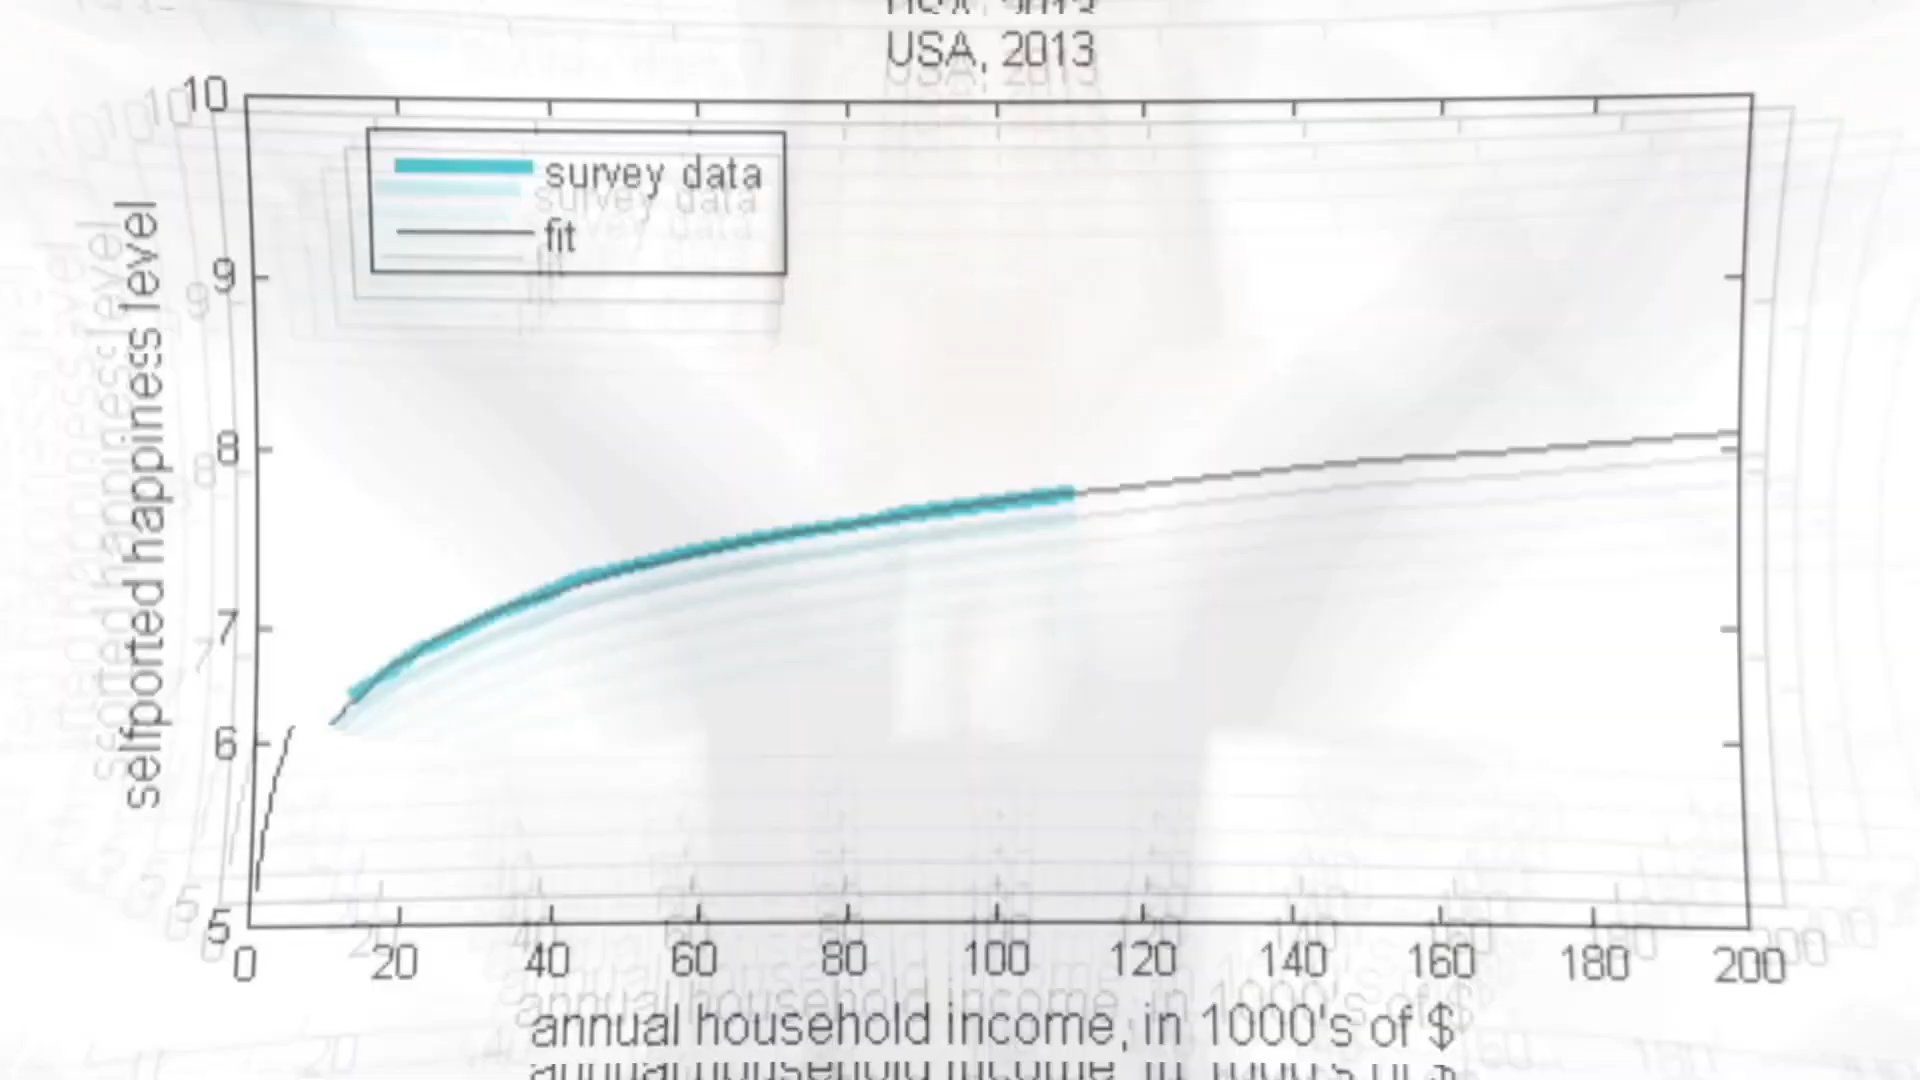 USA, 2013
10
survey data
fit
9
8
7
6
5
selfported happiness level
0 20 40 60 80 100 120 140 160 180 200
annual household income, in 1000's of $